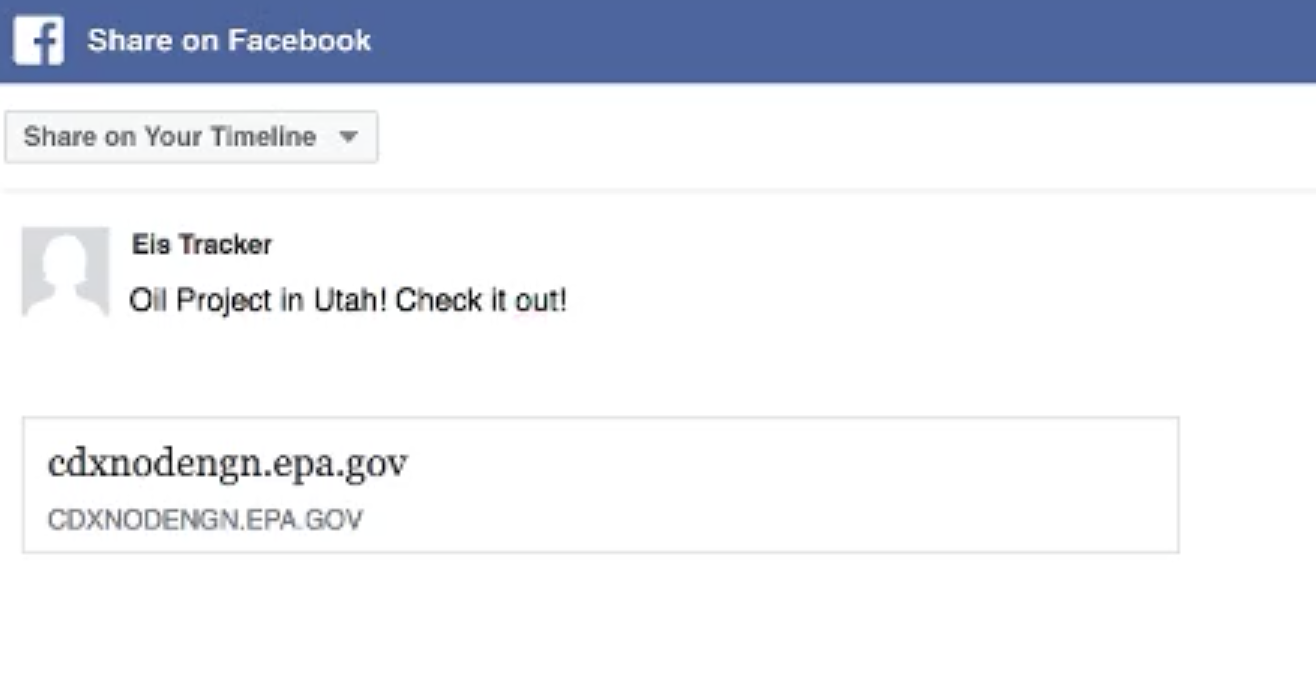 Share on Facebook
Share on Your Timeline
Eis Tracker
Oil Project in Utah! Check it out!
cdxnodengn.epa.gov
CDXNODENGN.EPA.GOV